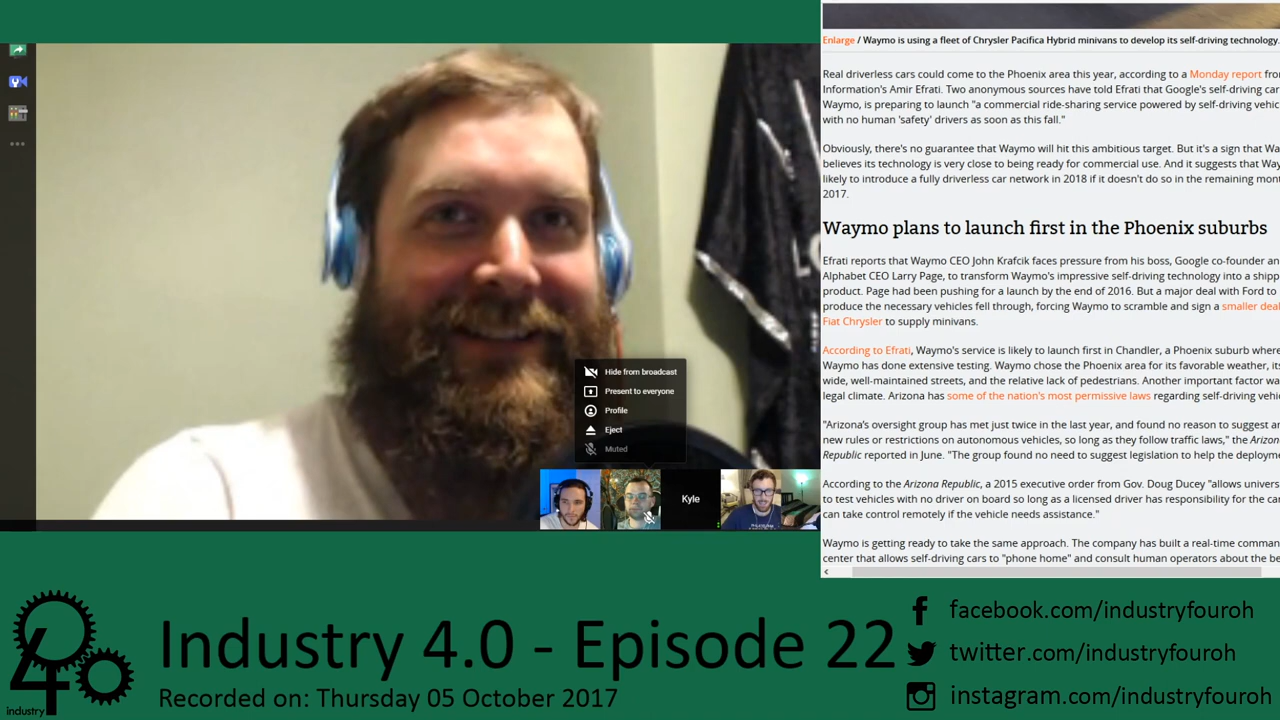 Hide from broadcast
Present to everyone
Profile
Eject
Muted
Kyle
Enlarge / Waymo is using a fleet of Chrysler Pacifica Hybrid minivans to develop its self-driving technology.
Real driverless cars could come to the Phoenix area this year, according to a Monday report from
Information's Amir Efrati. Two anonymous sources have told Efrati that Google's self-driving car
Waymo, is preparing to launch "a commercial ride-sharing service powered by self-driving vehic
with no human 'safety' drivers as soon as this fall."
Obviously, there's no guarantee that Waymo will hit this ambitious target. But it's a sign that Wa
believes its technology is very close to being ready for commercial use. And it suggests that Way
likely to introduce a fully driverless car network in 2018 if it doesn't do so in the remaining mont
2017.
Waymo plans to launch first in the Phoenix suburbs
Efrati reports that Waymo CEO John Krafcik faces pressure from his boss, Google co-founder an
Alphabet CEO Larry Page, to transform Waymo's impressive self-driving technology into a shipp
product. Page had been pushing for a launch by the end of 2016. But a major deal with Ford to
produce the necessary vehicles fell through, forcing Waymo to scramble and sign a smaller deal
Fiat Chrysler to supply minivans.
According to Efrati, Waymo's service is likely to launch first in Chandler, a Phoenix suburb where
Waymo has done extensive testing. Waymo chose the Phoenix area for its favorable weather, its
wide, well-maintained streets, and the relative lack of pedestrians. Another important factor wa
legal climate. Arizona has some of the nation's most permissive laws regarding self-driving vehic
"Arizona's oversight group has met just twice in the last year, and found no reason to suggest an
new rules or restrictions on autonomous vehicles, so long as they follow traffic laws," the Arizon
Republic reported in June. "The group found no need to suggest legislation to help the deployme
According to the Arizona Republic, a 2015 executive order from Gov. Doug Ducey "allows univers
to test vehicles with no driver on board so long as a licensed driver has responsibility for the car
can take control remotely if the vehicle needs assistance."
Waymo is getting ready to take the same approach. The company has built a real-time comman
center that allows self-driving cars to "phone home" and consult human operators about the be
4.0
industry
Industry 4.0 - Episode 22
Recorded on: Thursday 05 October 2017
facebook.com/industryfouroh
twitter.com/industryfouroh
instagram.com/industryfouroh